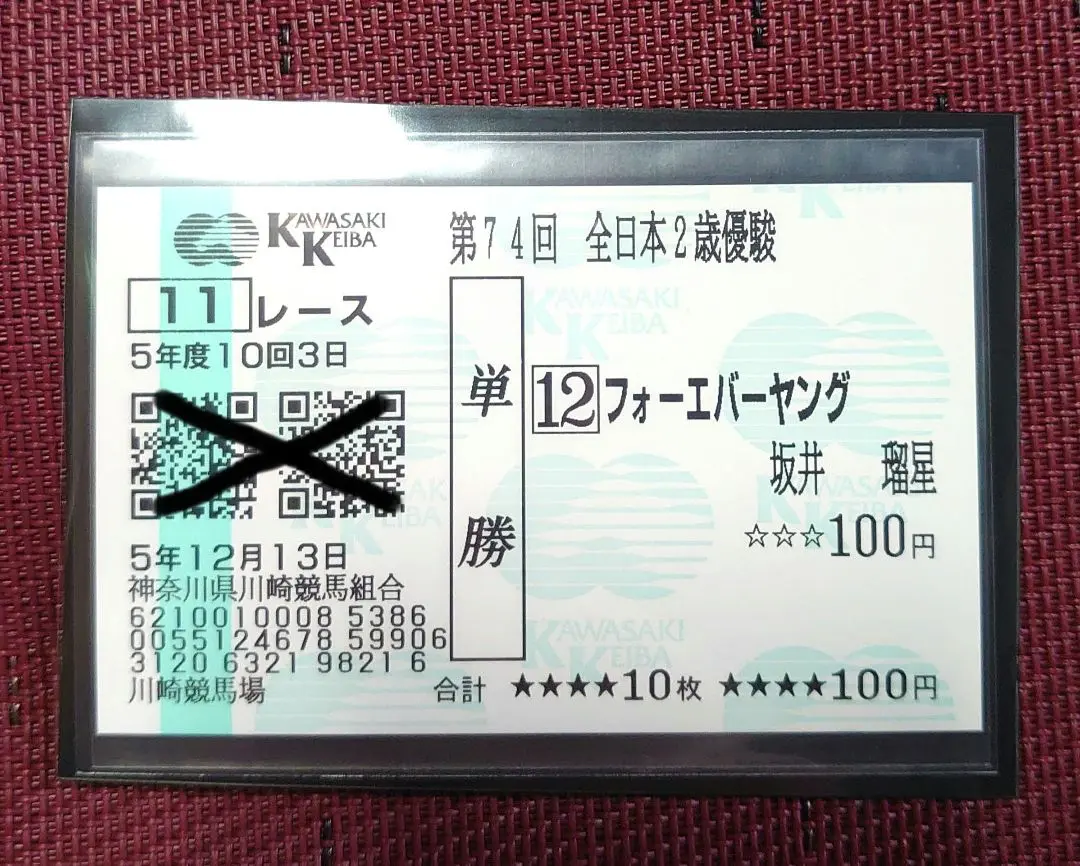 KAWASAKI KEIBA
第74回 全日本2歳優駿
11レース
5年度10回3日
単勝
12 フォーエバーヤング
坂井 瑠星
☆☆☆100円
5年12月13日
神奈川県川崎競馬組合
6210010008 5386
0055124678 59906
3120 6321 9821 6
川崎競馬場
合計 ★★★★10枚 ★★★★100円